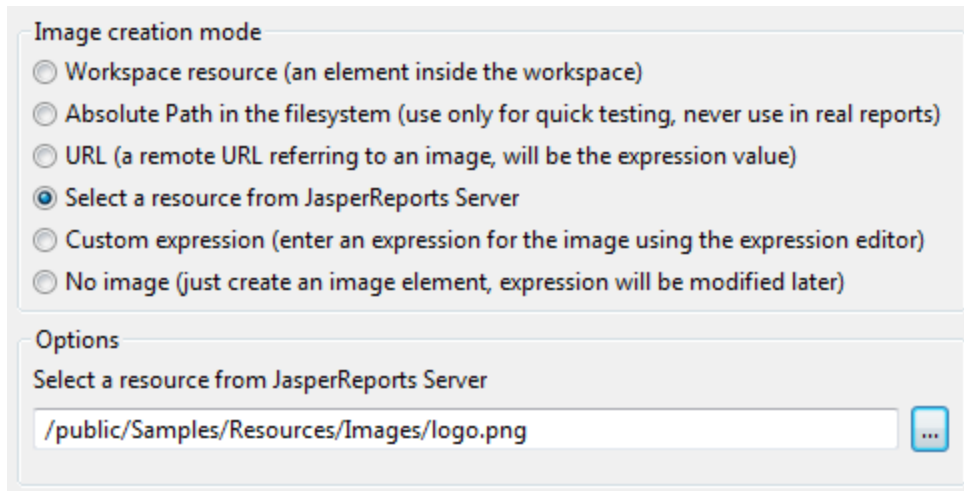 Image creation mode
Workspace resource (an element inside the workspace)
Absolute Path in the filesystem (use only for quick testing, never use in real reports)
URL (a remote URL referring to an image, will be the expression value)
Select a resource from JasperReports Server
Custom expression (enter an expression for the image using the expression editor)
No image (just create an image element, expression will be modified later)
Options
Select a resource from JasperReports Server
/public/Samples/Resources/Images/logo.png
...